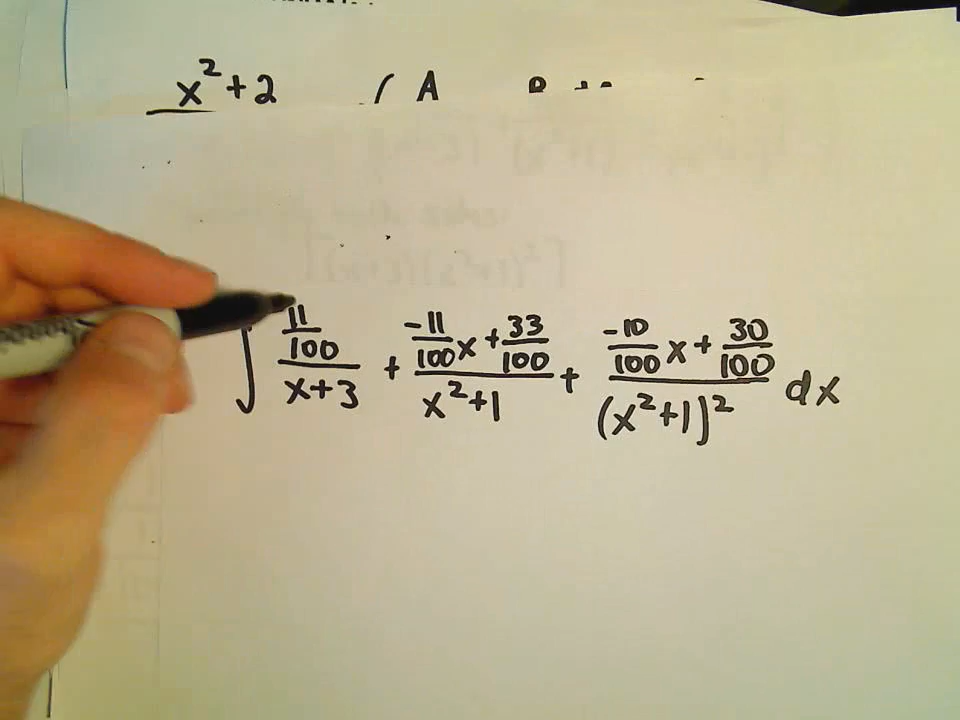 x² + 2 ( A
∫ 11/100 / x+3 + -11/100 x + 33/100 / x²+1 + -10/100 x + 30/100 / (x²+1)² dx